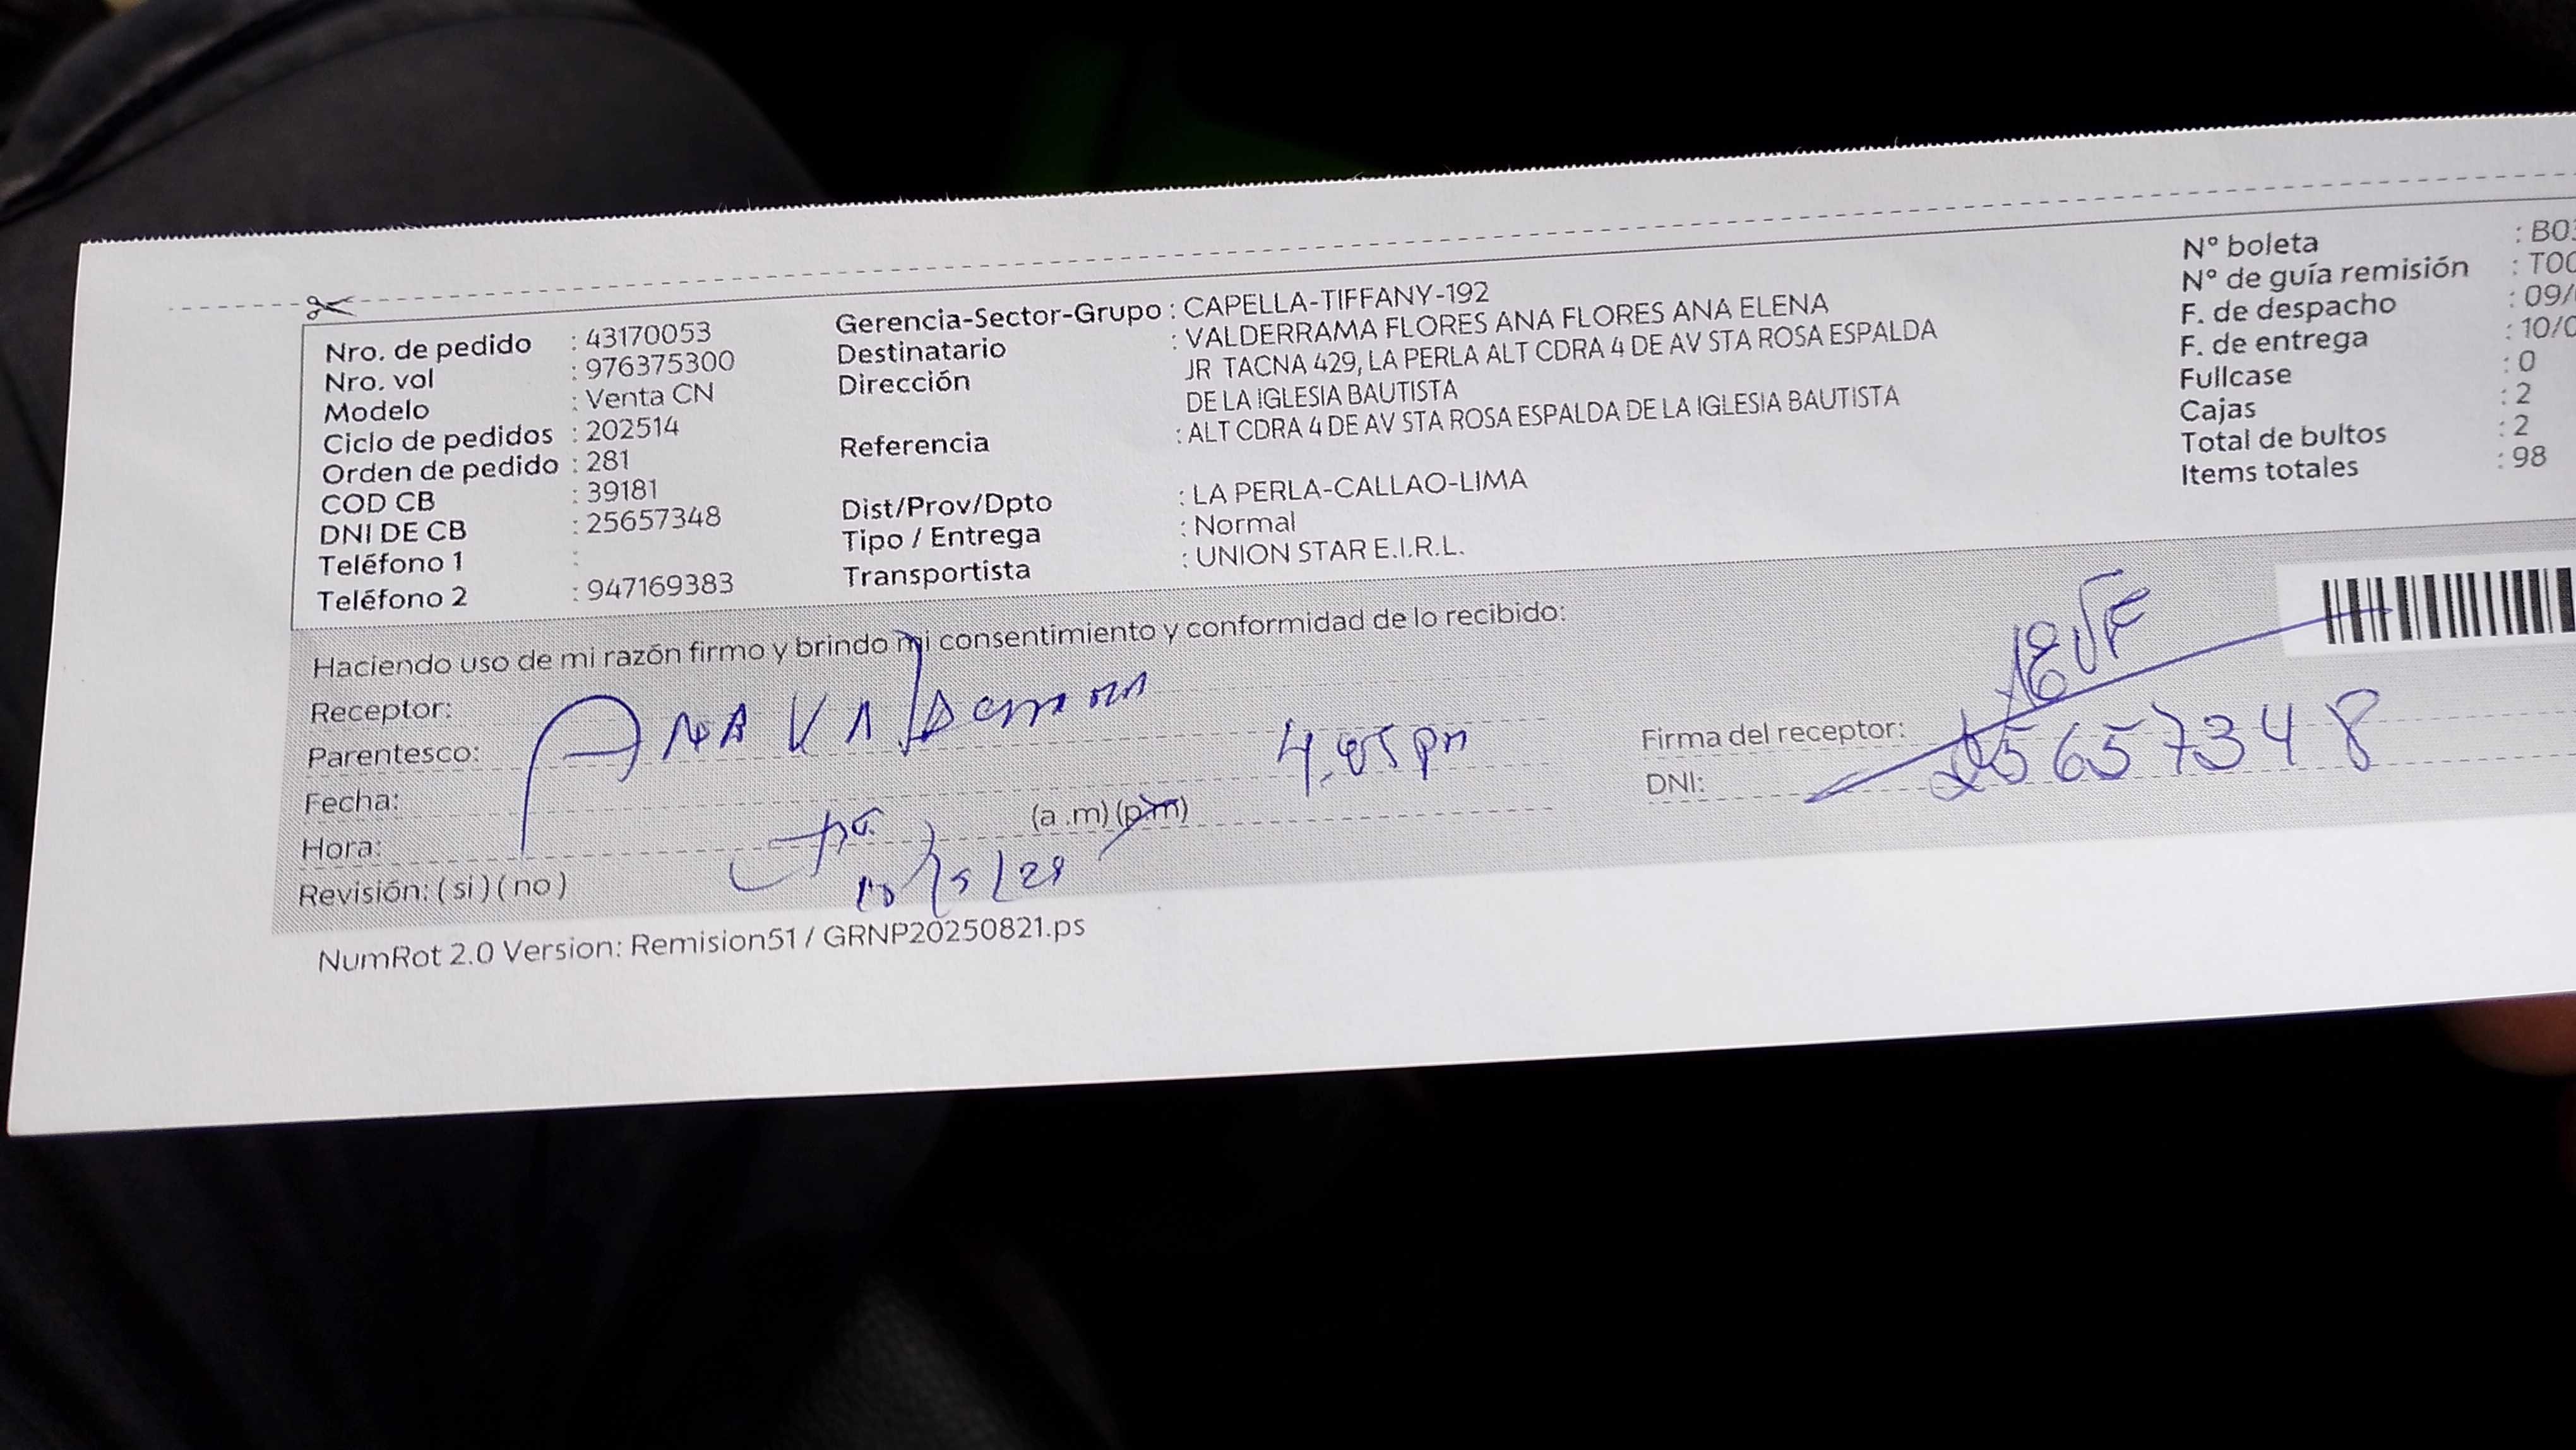 Nro. de pedido : 43170053
Nro. vol : 976375300
Modelo : Venta CN
Ciclo de pedidos : 202514
Orden de pedido : 281
COD CB : 39181
DNI DE CB : 25657348
Teléfono 1 :
Teléfono 2 : 947169383
Gerencia-Sector-Grupo : CAPELLA-TIFFANY-192
Destinatario : VALDERRAMA FLORES ANA FLORES ANA ELENA
Dirección JR TACNA 429, LA PERLA ALT CDRA 4 DE AV STA ROSA ESPALDA
DE LA IGLESIA BAUTISTA
Referencia : ALT CDRA 4 DE AV STA ROSA ESPALDA DE LA IGLESIA BAUTISTA
Dist/Prov/Dpto : LA PERLA-CALLAO-LIMA
Tipo / Entrega : Normal
Transportista : UNION STAR E.I.R.L.
N° boleta : B03
N° de guía remisión : T00
F. de despacho : 09/
F. de entrega : 10/0
Fullcase : 0
Cajas : 2
Total de bultos : 2
Items totales : 98
Haciendo uso de mi razón firmo y brindo mi consentimiento y conformidad de lo recibido:
Receptor:
Parentesco: ANA
Fecha:
Hora: (a .m) (p.m)
Revisión: ( si ) ( no )
Firma del receptor:
DNI: 25657348
NumRot 2.0 Version: Remision51 / GRNP20250821.ps